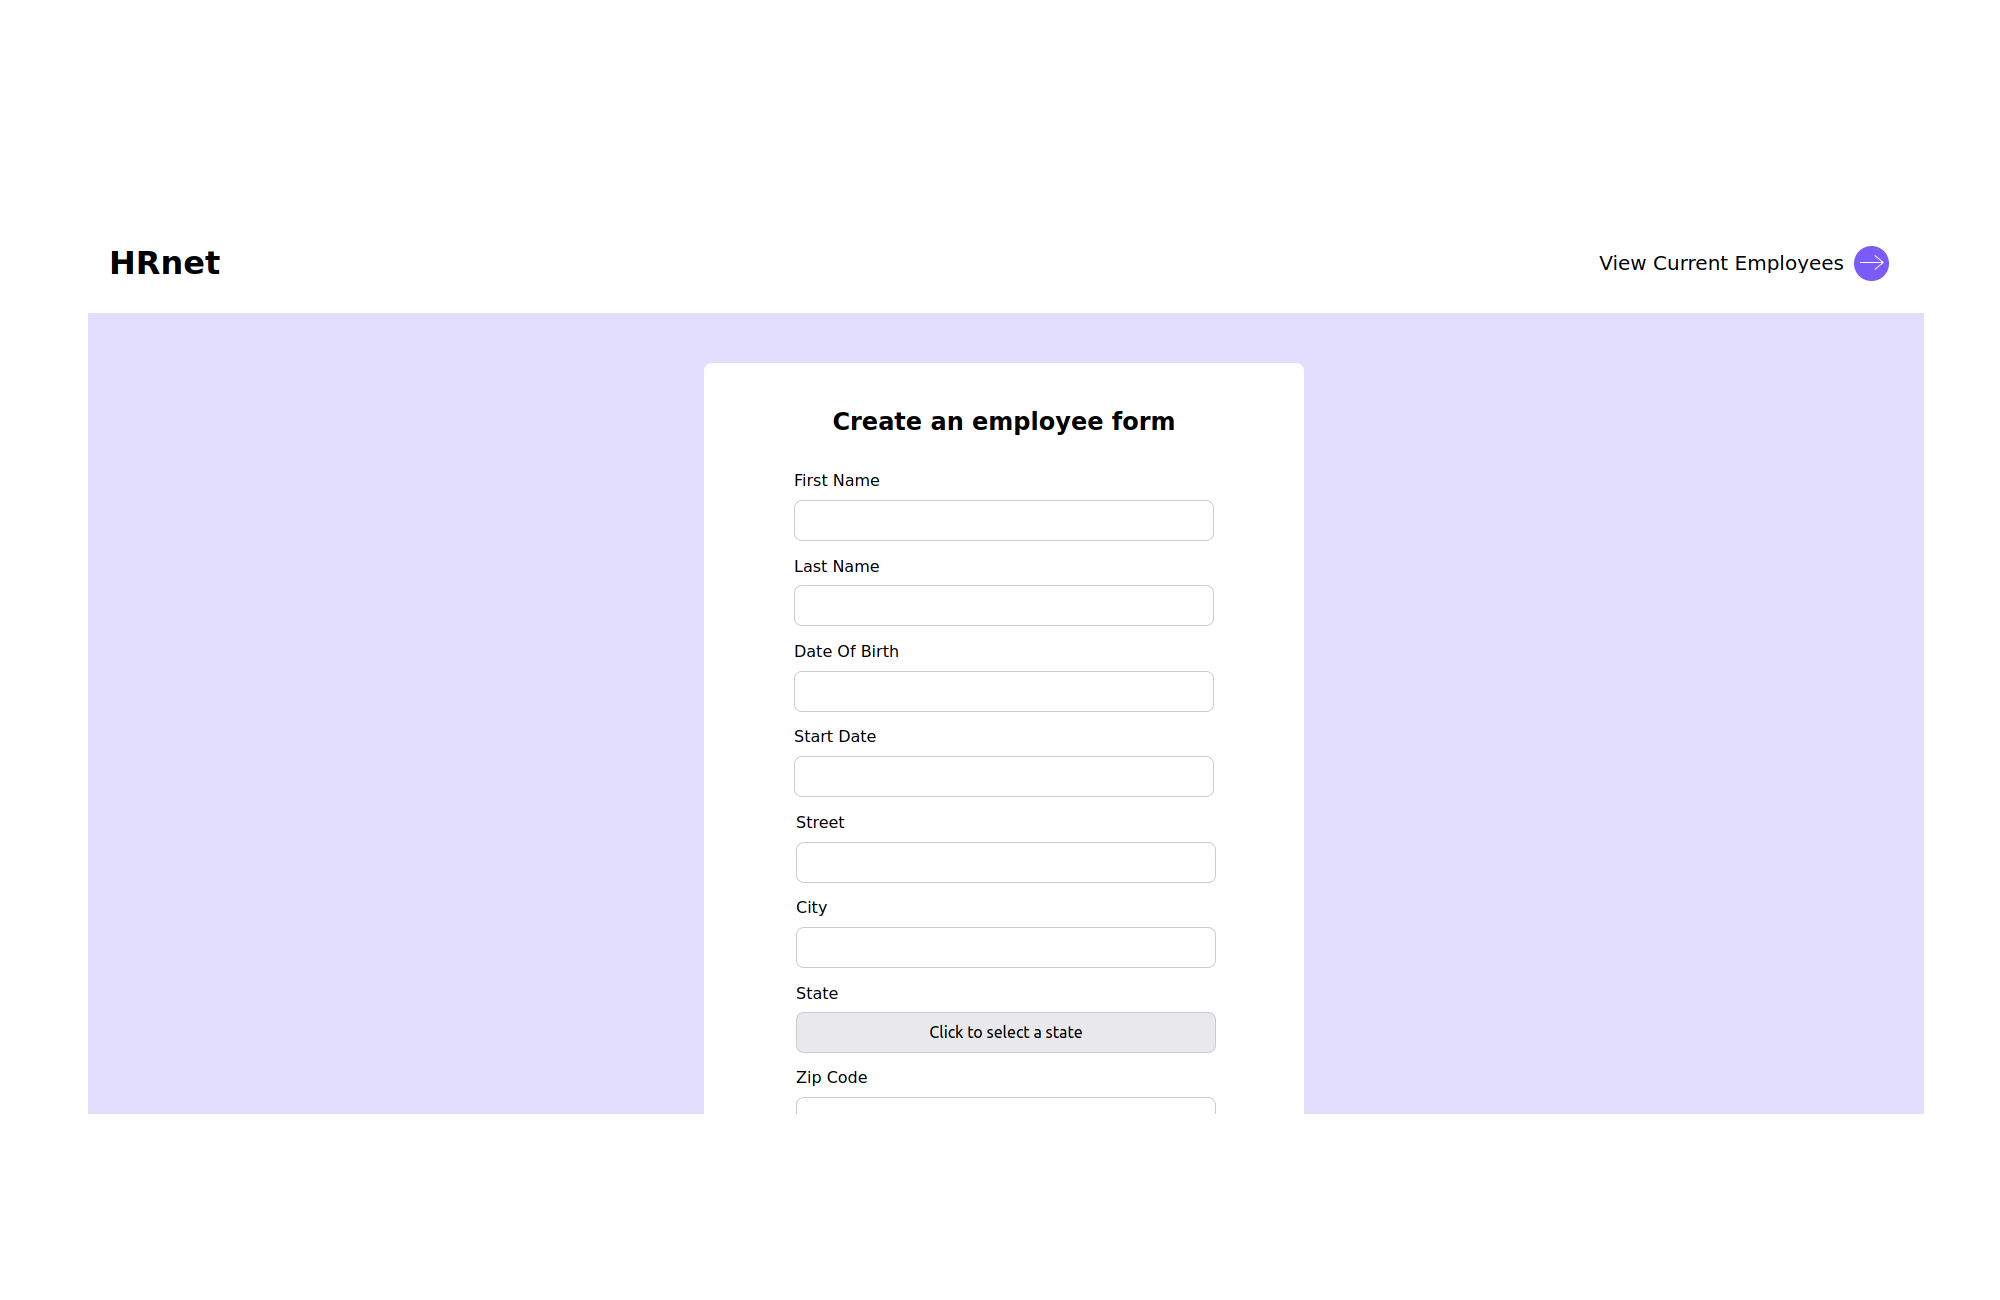 HRnet
View Current Employees
Create an employee form
First Name
Last Name
Date Of Birth
Start Date
Street
City
State
Click to select a state
Zip Code